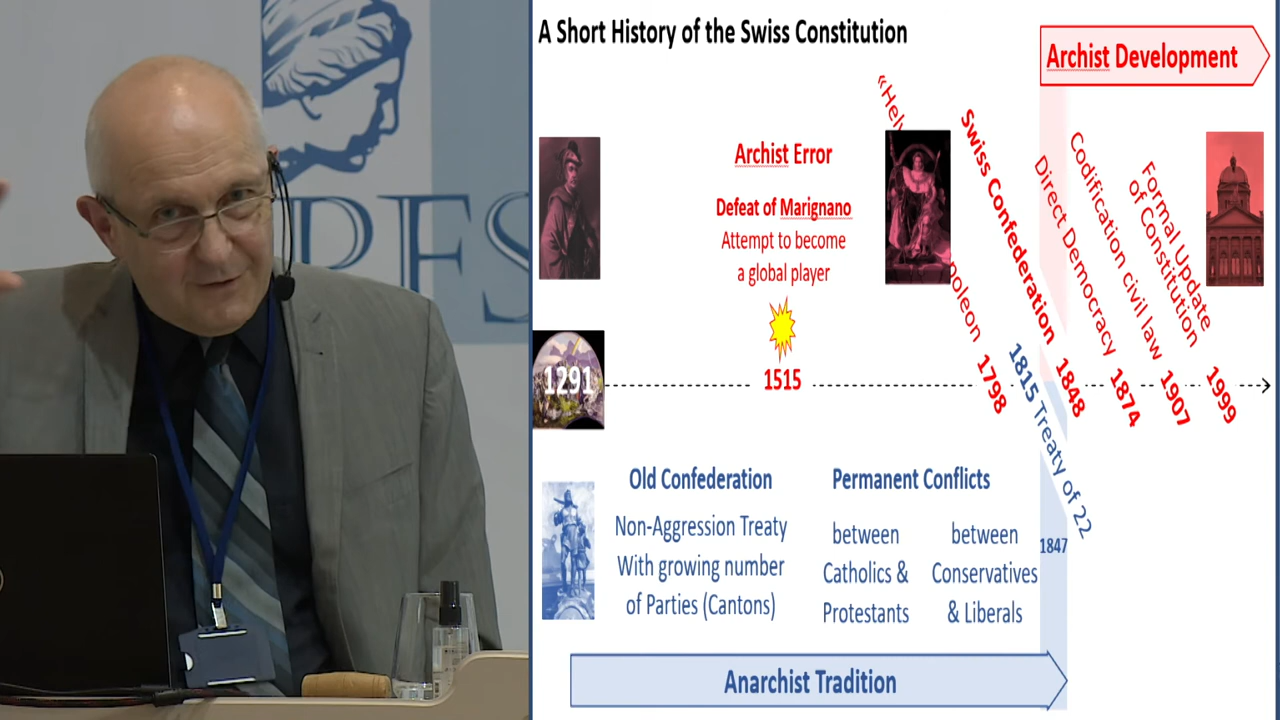 PFS
A Short History of the Swiss Constitution
Archist Development
Archist Error
Defeat of Marignano
Attempt to become
a global player
1291
1515
«Helv
poleon 1798
Swiss Confederation 1848
1815 Treaty of 22
Direct Democracy 1874
Codification civil law 1907
Formal Update
of Constitution 1999
Old Confederation
Non-Aggression Treaty
With growing number
of Parties (Cantons)
Permanent Conflicts
between
Catholics &
Protestants
between
Conservatives
& Liberals
1847
Anarchist Tradition